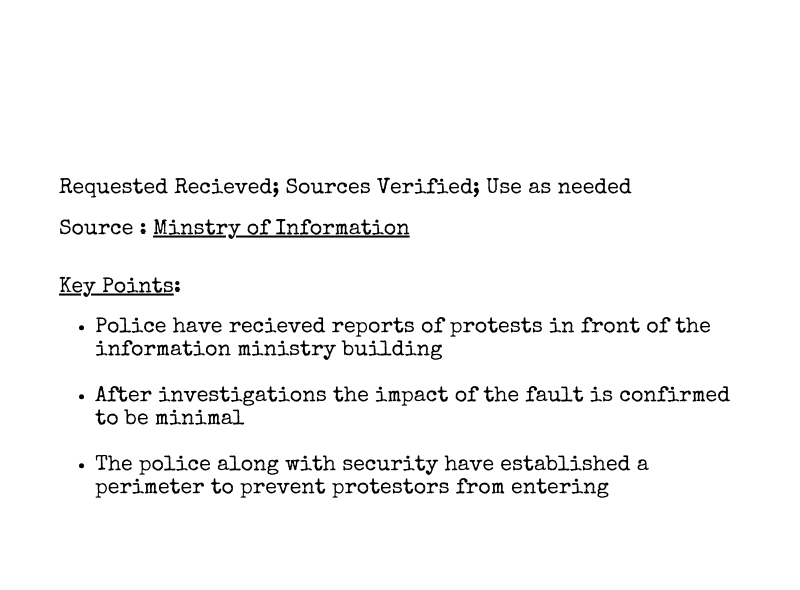 Requested Recieved; Sources Verified; Use as needed
Source : Minstry of Information
Key Points:
• Police have recieved reports of protests in front of the
information ministry building
• After investigations the impact of the fault is confirmed
to be minimal
• The police along with security have established a
perimeter to prevent protestors from entering